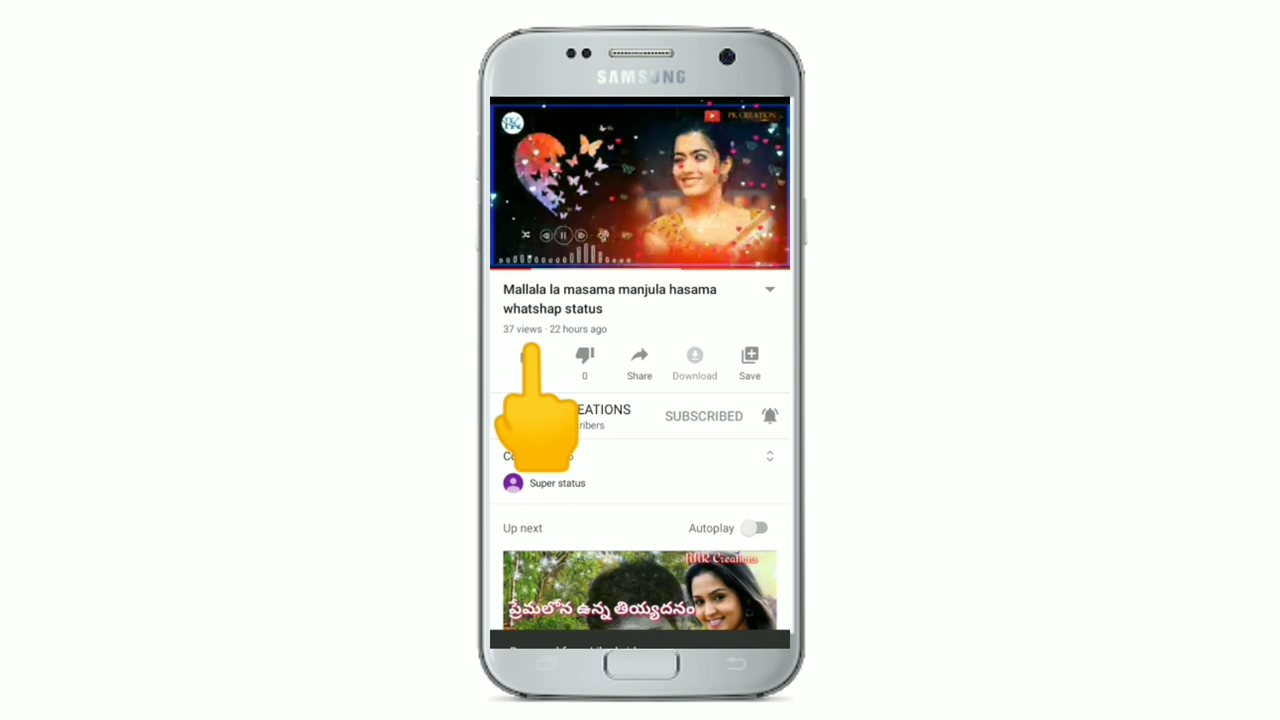 SAMSUNG
PK CREATION
Mallala la masama manjula hasama
whatshap status
37 views · 22 hours ago
0
Share
Download
Save
EATIONS
SUBSCRIBED
ribers
Super status
Up next
Autoplay
Creations
ప్రేమలోన ఉన్న తియ్యదనం